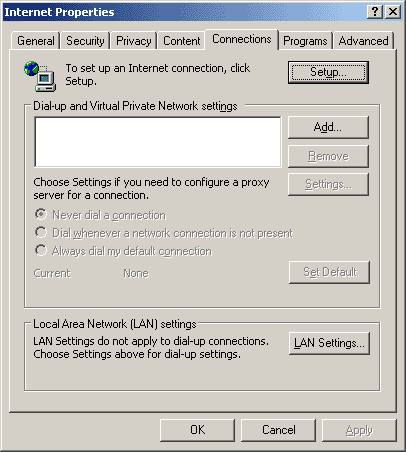 Internet Properties
General Security Privacy Content Connections Programs Advanced
To set up an Internet connection, click
Setup.
Setup...
Dial-up and Virtual Private Network settings
Add...
Remove
Choose Settings if you need to configure a proxy
server for a connection.
Settings...
Never dial a connection
Dial whenever a network connection is not present
Always dial my default connection
Current None
Set Default
Local Area Network (LAN) settings
LAN Settings do not apply to dial-up connections.
Choose Settings above for dial-up settings.
LAN Settings...
OK Cancel Apply